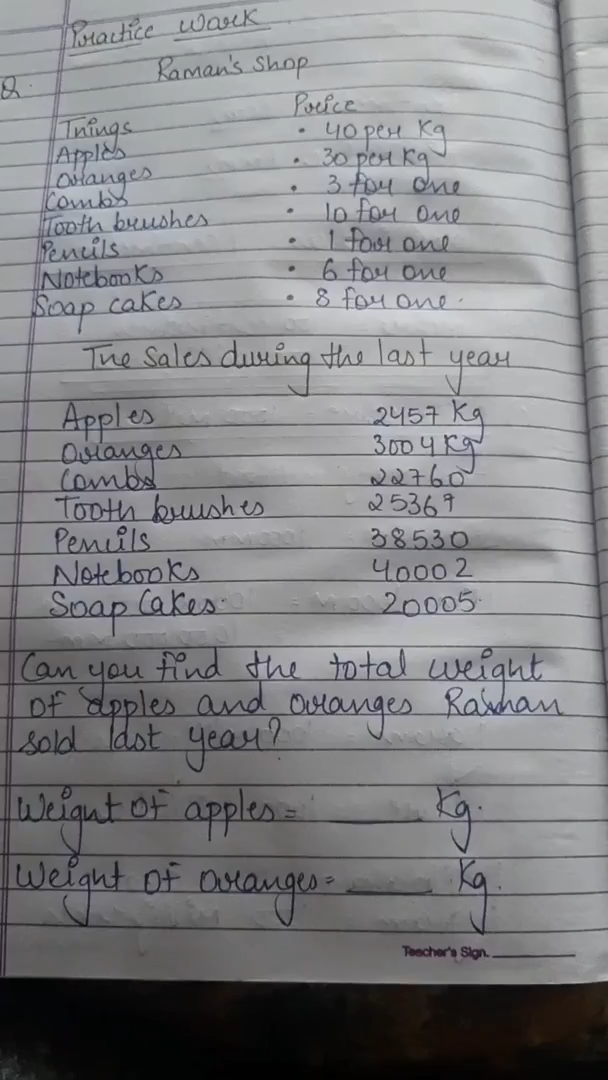 Practice Work
Q. Raman's Shop
Things Price
Apples • 40 per Kg
Oranges • 30 per Kg
Combs • 3 for one
Tooth brushes • 10 for one
Pencils • 1 for one
Notebooks • 6 for one
Soap cakes • 8 for one.
The Sales during the last year
Apples 2457 Kg
Oranges 3004 Kg
Combs 22760
Tooth brushes 25369
Pencils 38530
Notebooks 40002
Soap Cakes. 20005.
Can you find the total weight
of apples and oranges Raman
sold last year?
Weight of apples = ____ Kg.
Weight of oranges = ____ Kg.
Teacher's Sign. ____